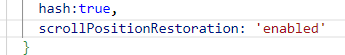 hash:true,
scrollPositionRestoration: 'enabled'
}